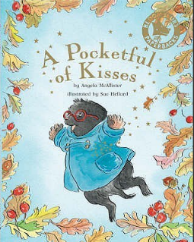 A Pocketful
of Kisses
by Angela McAllister
illustrated by Sue Hellard